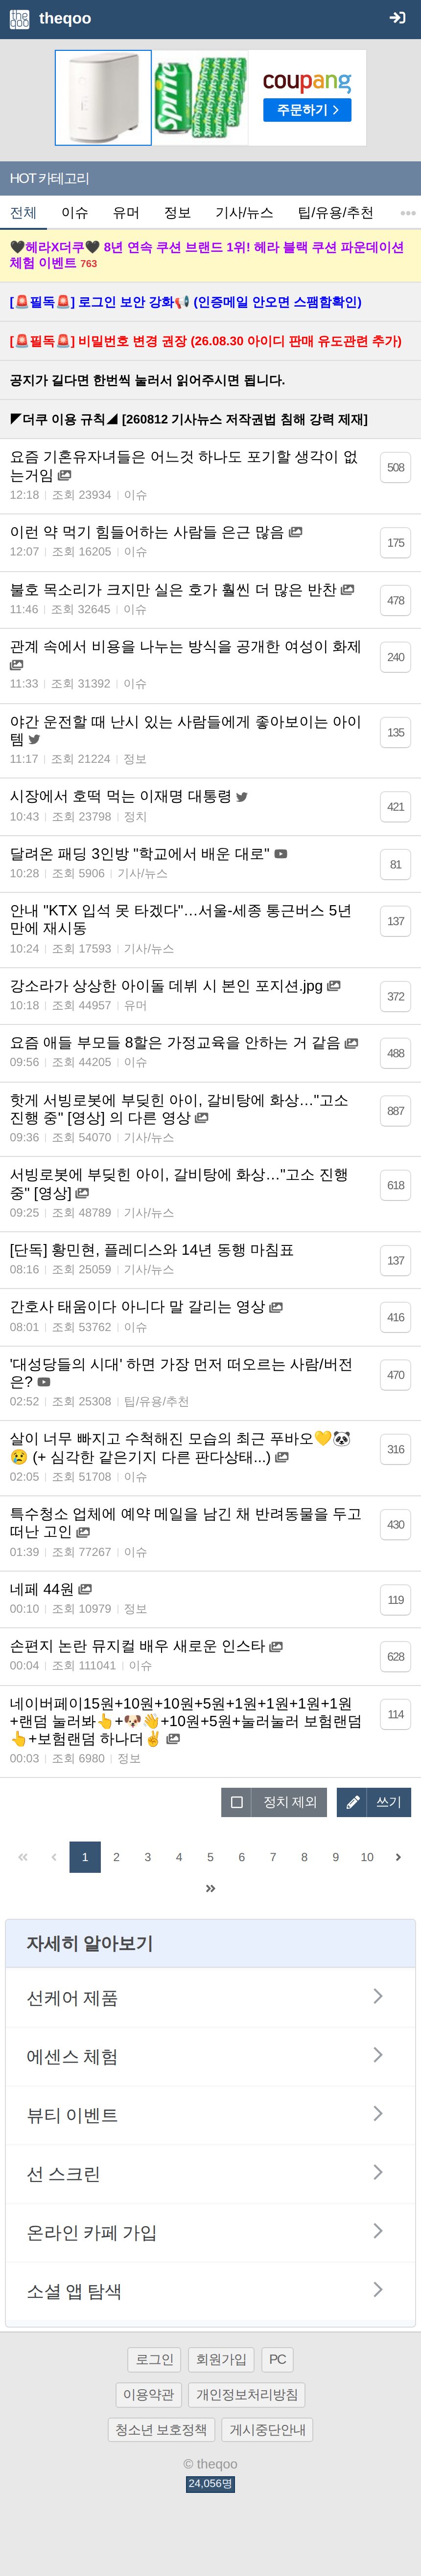 the
qoo theqoo
Sprite
coupang
주문하기
HOT 카테고리
전체 이슈 유머 정보 기사/뉴스 팁/유용/추천
🖤헤라X더쿠🖤 8년 연속 쿠션 브랜드 1위! 헤라 블랙 쿠션 파운데이션
체험 이벤트 763
[🚨필독🚨] 로그인 보안 강화📢 (인증메일 안오면 스팸함확인)
[🚨필독🚨] 비밀번호 변경 권장 (26.08.30 아이디 판매 유도관련 추가)
공지가 길다면 한번씩 눌러서 읽어주시면 됩니다.
◤더쿠 이용 규칙◢ [260812 기사뉴스 저작권법 침해 강력 제재]
요즘 기혼유자녀들은 어느것 하나도 포기할 생각이 없
는거임
508
12:18 조회 23934 이슈
이런 약 먹기 힘들어하는 사람들 은근 많음
175
12:07 조회 16205 이슈
불호 목소리가 크지만 실은 호가 훨씬 더 많은 반찬
478
11:46 조회 32645 이슈
관계 속에서 비용을 나누는 방식을 공개한 여성이 화제
240
11:33 조회 31392 이슈
야간 운전할 때 난시 있는 사람들에게 좋아보이는 아이
템
135
11:17 조회 21224 정보
시장에서 호떡 먹는 이재명 대통령
421
10:43 조회 23798 정치
달려온 패딩 3인방 "학교에서 배운 대로"
81
10:28 조회 5906 기사/뉴스
안내 "KTX 입석 못 타겠다"…서울-세종 통근버스 5년
만에 재시동
137
10:24 조회 17593 기사/뉴스
강소라가 상상한 아이돌 데뷔 시 본인 포지션.jpg
372
10:18 조회 44957 유머
요즘 애들 부모들 8할은 가정교육을 안하는 거 같음
488
09:56 조회 44205 이슈
핫게 서빙로봇에 부딪힌 아이, 갈비탕에 화상…"고소
진행 중" [영상] 의 다른 영상
887
09:36 조회 54070 기사/뉴스
서빙로봇에 부딪힌 아이, 갈비탕에 화상…"고소 진행
중" [영상]
618
09:25 조회 48789 기사/뉴스
[단독] 황민현, 플레디스와 14년 동행 마침표
137
08:16 조회 25059 기사/뉴스
간호사 태움이다 아니다 말 갈리는 영상
416
08:01 조회 53762 이슈
'대성당들의 시대' 하면 가장 먼저 떠오르는 사람/버전
은?
470
02:52 조회 25308 팁/유용/추천
살이 너무 빠지고 수척해진 모습의 최근 푸바오💛🐼
😢 (+ 심각한 같은기지 다른 판다상태...)
316
02:05 조회 51708 이슈
특수청소 업체에 예약 메일을 남긴 채 반려동물을 두고
떠난 고인
430
01:39 조회 77267 이슈
네페 44원
119
00:10 조회 10979 정보
손편지 논란 뮤지컬 배우 새로운 인스타
628
00:04 조회 111041 이슈
네이버페이15원+10원+10원+5원+1원+1원+1원+1원
+랜덤 눌러봐👆+🐶👋+10원+5원+눌러눌러 보험랜덤
👆+보험랜덤 하나더✌️
114
00:03 조회 6980 정보
정치 제외 쓰기
1 2 3 4 5 6 7 8 9 10
자세히 알아보기
선케어 제품
에센스 체험
뷰티 이벤트
선 스크린
온라인 카페 가입
소셜 앱 탐색
로그인 회원가입 PC
이용약관 개인정보처리방침
청소년 보호정책 게시중단안내
© theqoo
24,056명